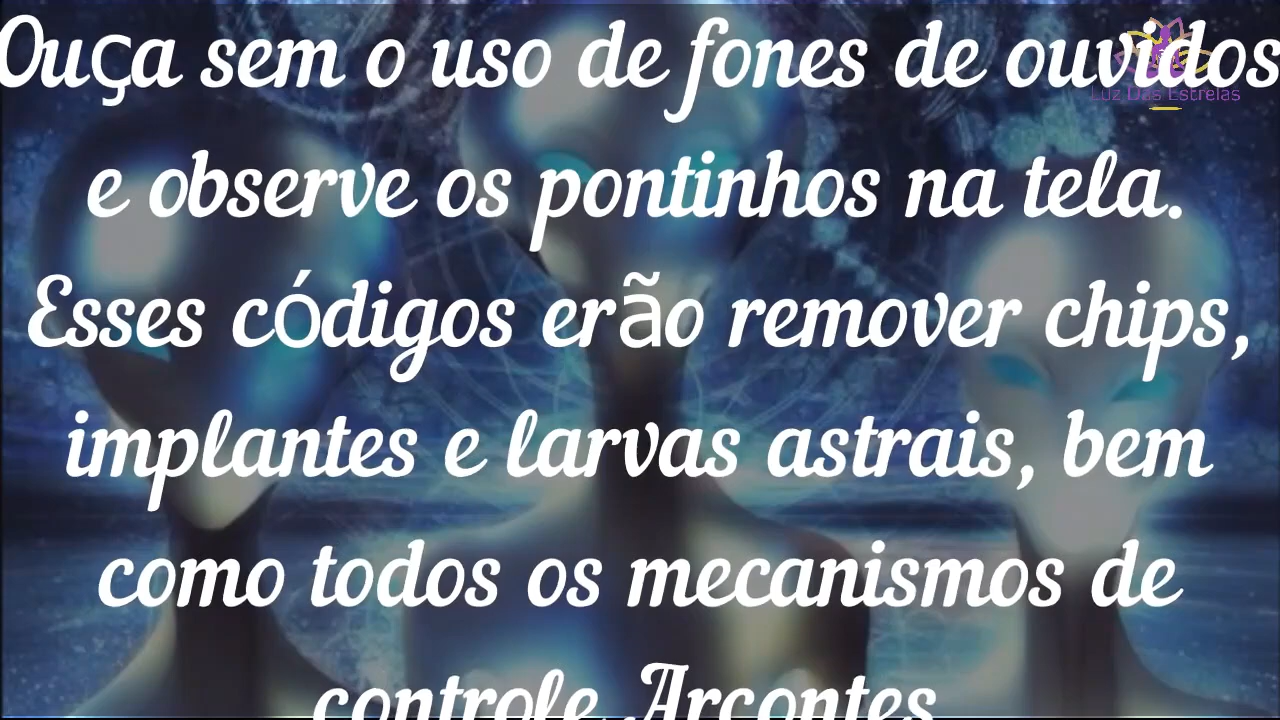 Ouça sem o uso de fones de ouvidos
Luz Das Estrelas
e observe os pontinhos na tela.
Esses códigos erão remover chips,
implantes e larvas astrais, bem
como todos os mecanismos de
controle Arcontes